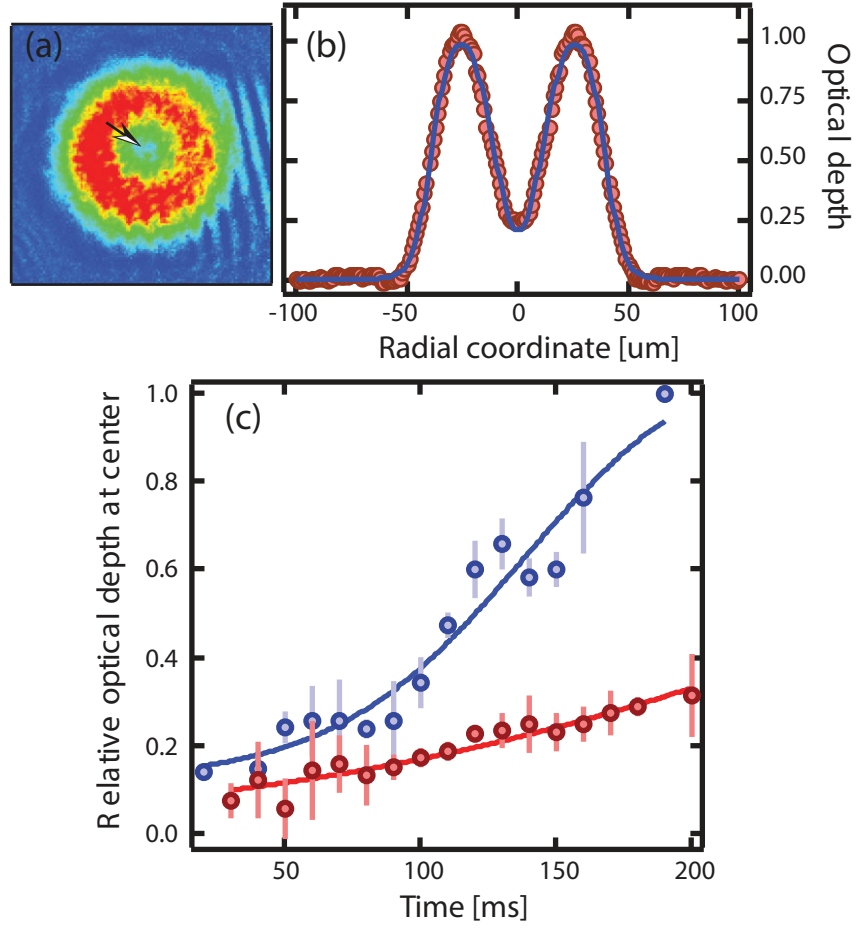 (a)
(b)
1.00
0.75
0.50
0.25
0.00
Optical depth
-100
-50
0
50
100
Radial coordinate [um]
(c)
1.0
0.8
0.6
0.4
0.2
0.0
Relative optical depth at center
50
100
150
200
Time [ms]